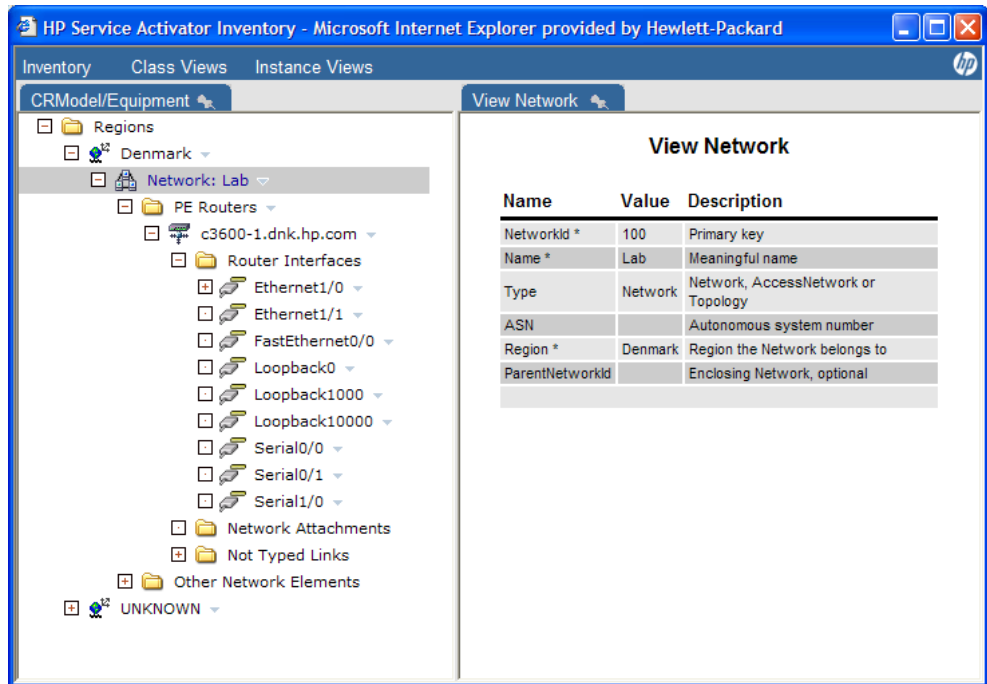 HP Service Activator Inventory - Microsoft Internet Explorer provided by Hewlett-Packard
Inventory Class Views Instance Views
hp
CRModel/Equipment
Regions
Denmark
Network: Lab
PE Routers
c3600-1.dnk.hp.com
Router Interfaces
Ethernet1/0
Ethernet1/1
FastEthernet0/0
Loopback0
Loopback1000
Loopback10000
Serial0/0
Serial0/1
Serial1/0
Network Attachments
Not Typed Links
Other Network Elements
UNKNOWN
View Network
View Network
Name Value Description
NetworkId * 100 Primary key
Name * Lab Meaningful name
Type Network Network, AccessNetwork or
Topology
ASN Autonomous system number
Region * Denmark Region the Network belongs to
ParentNetworkId Enclosing Network, optional